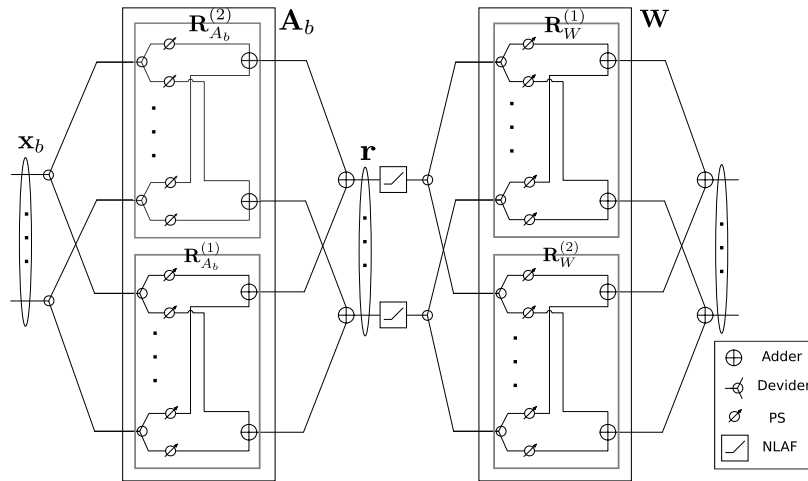 R_{A_b}^{(2)}
A_b
R_W^{(1)}
W
x_b
r
R_{A_b}^{(1)}
R_W^{(2)}
Adder
Devider
PS
NLAF